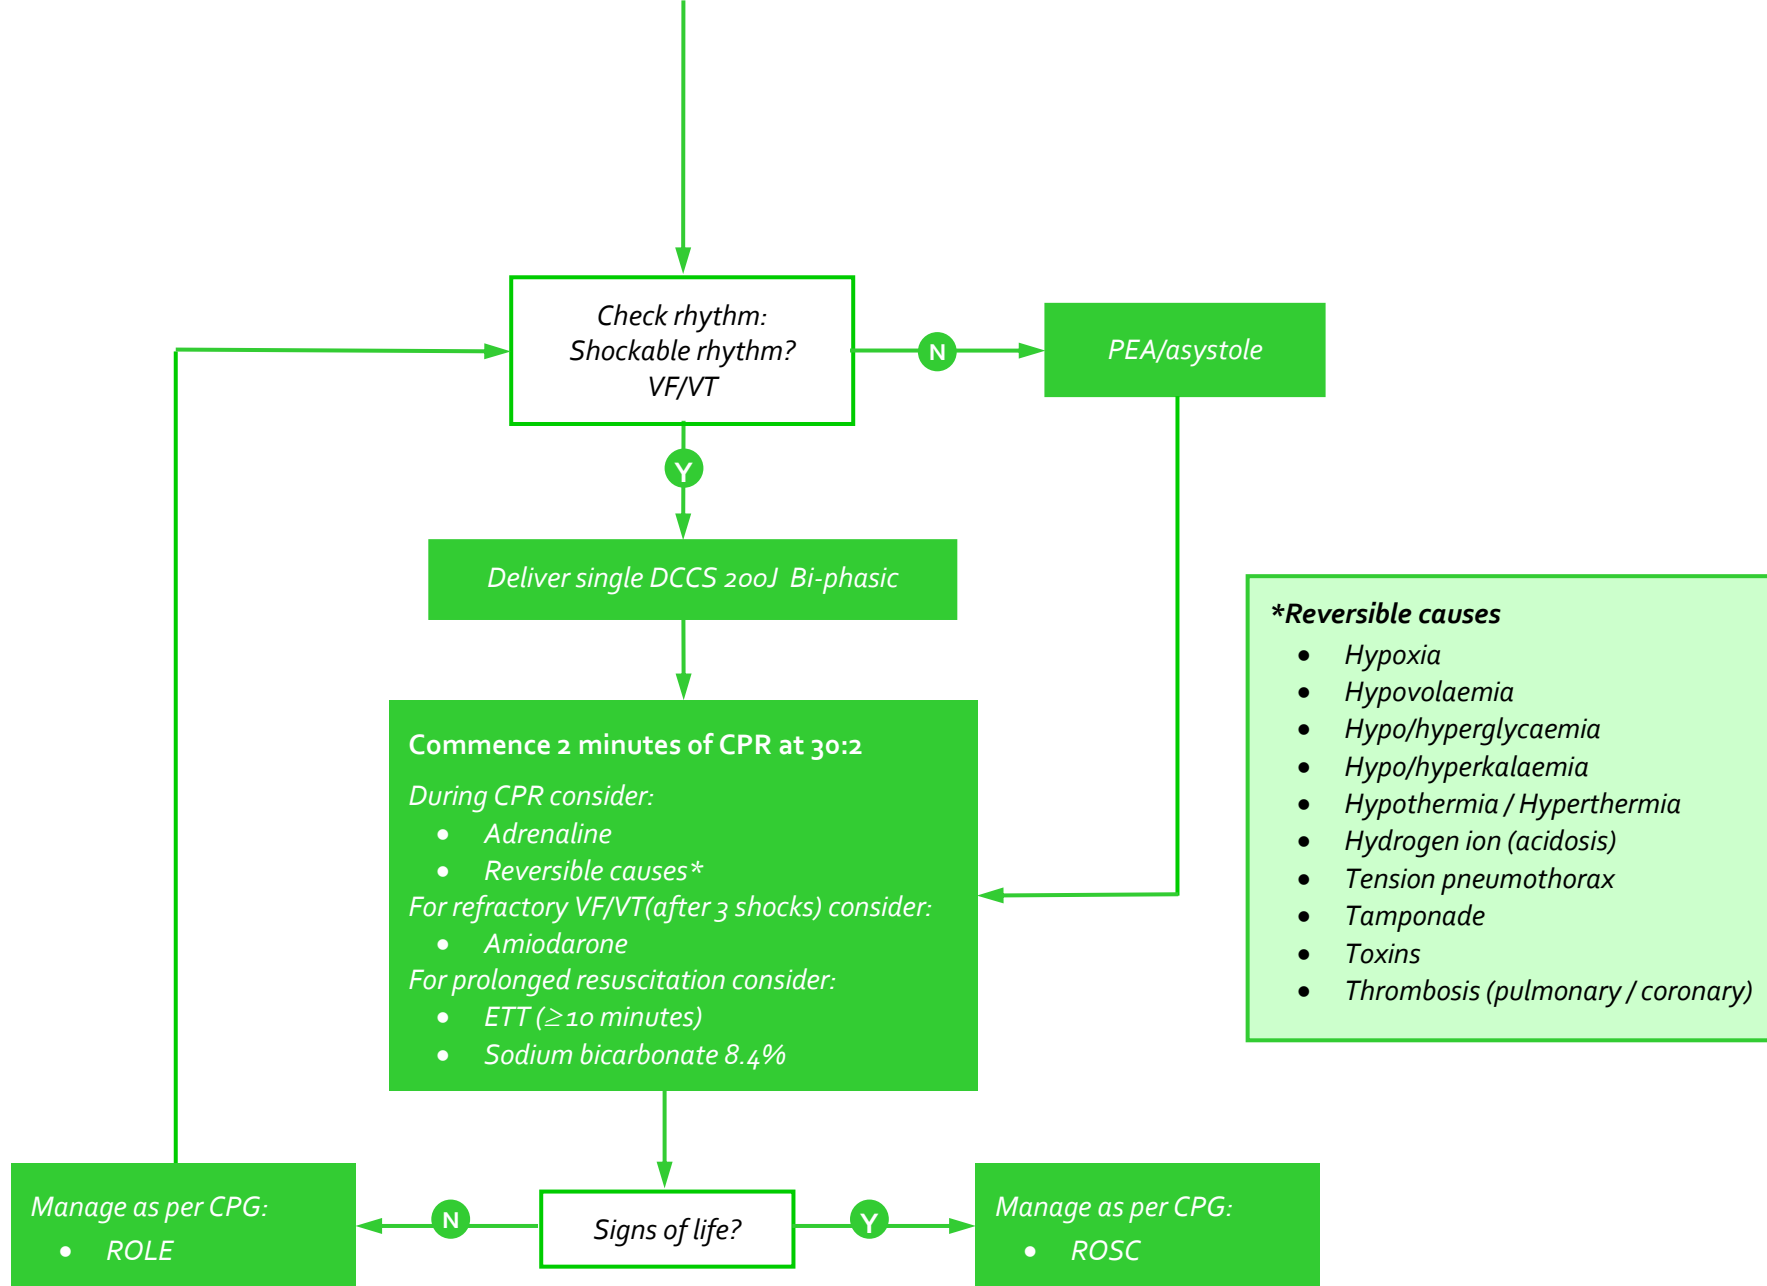 Check rhythm:
Shockable rhythm?
VF/VT
N
PEA/asystole
Y
Deliver single DCCS 200J  Bi-phasic
Commence 2 minutes of CPR at 30:2
During CPR consider:
• Adrenaline
• Reversible causes*
For refractory VF/VT(after 3 shocks) consider:
• Amiodarone
For prolonged resuscitation consider:
• ETT (≥10 minutes)
• Sodium bicarbonate 8.4%
*Reversible causes
• Hypoxia
• Hypovolaemia
• Hypo/hyperglycaemia
• Hypo/hyperkalaemia
• Hypothermia / Hyperthermia
• Hydrogen ion (acidosis)
• Tension pneumothorax
• Tamponade
• Toxins
• Thrombosis (pulmonary / coronary)
Manage as per CPG:
• ROLE
N
Signs of life?
Y
Manage as per CPG:
• ROSC